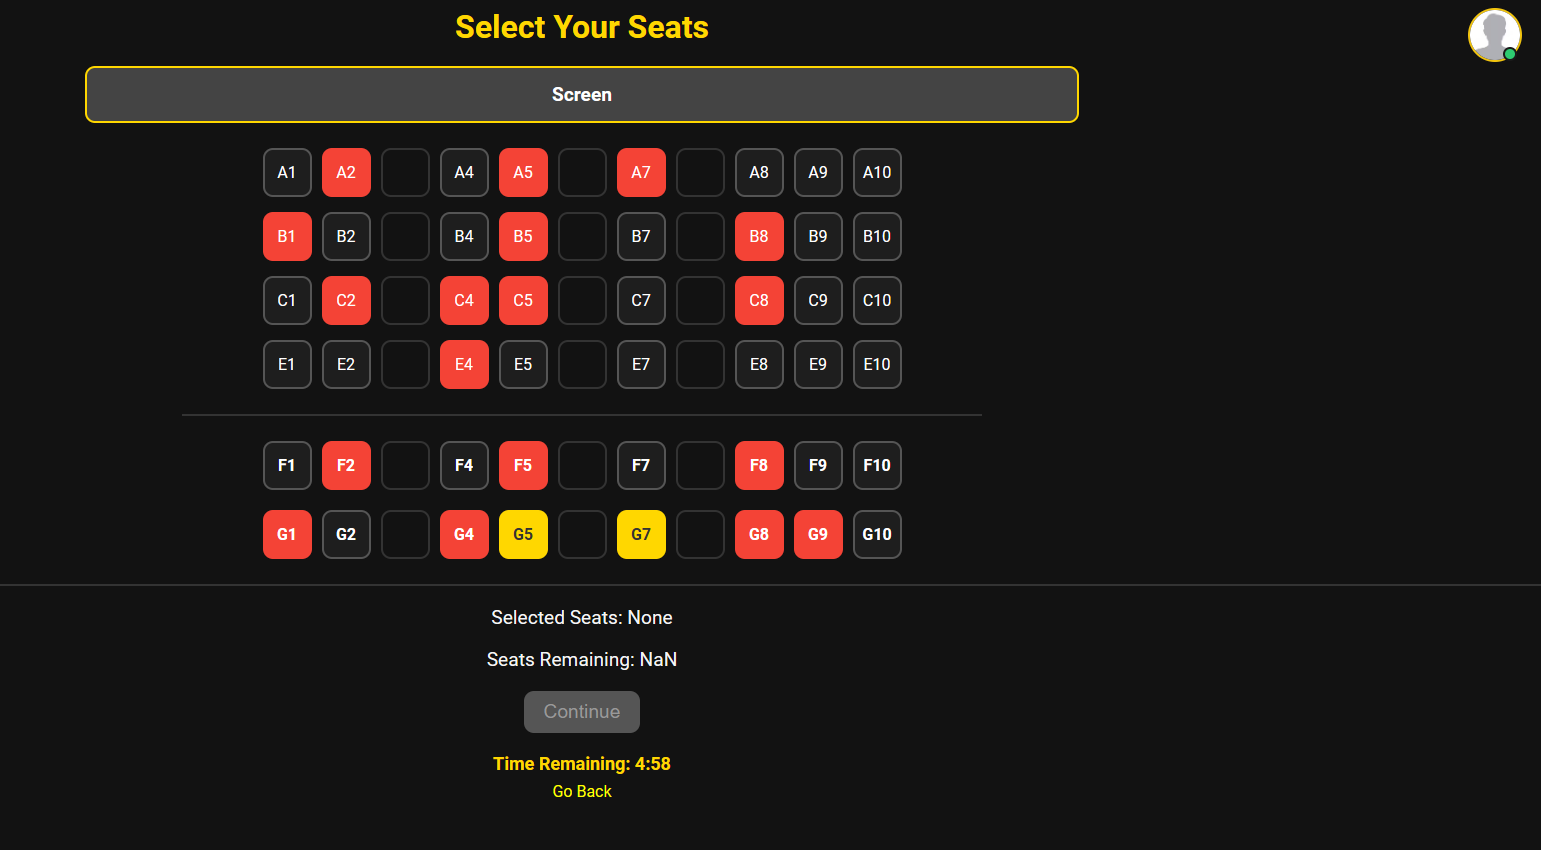 Select Your Seats
Screen
A1 A2 A4 A5 A7 A8 A9 A10
B1 B2 B4 B5 B7 B8 B9 B10
C1 C2 C4 C5 C7 C8 C9 C10
E1 E2 E4 E5 E7 E8 E9 E10
F1 F2 F4 F5 F7 F8 F9 F10
G1 G2 G4 G5 G7 G8 G9 G10
Selected Seats: None
Seats Remaining: NaN
Continue
Time Remaining: 4:58
Go Back